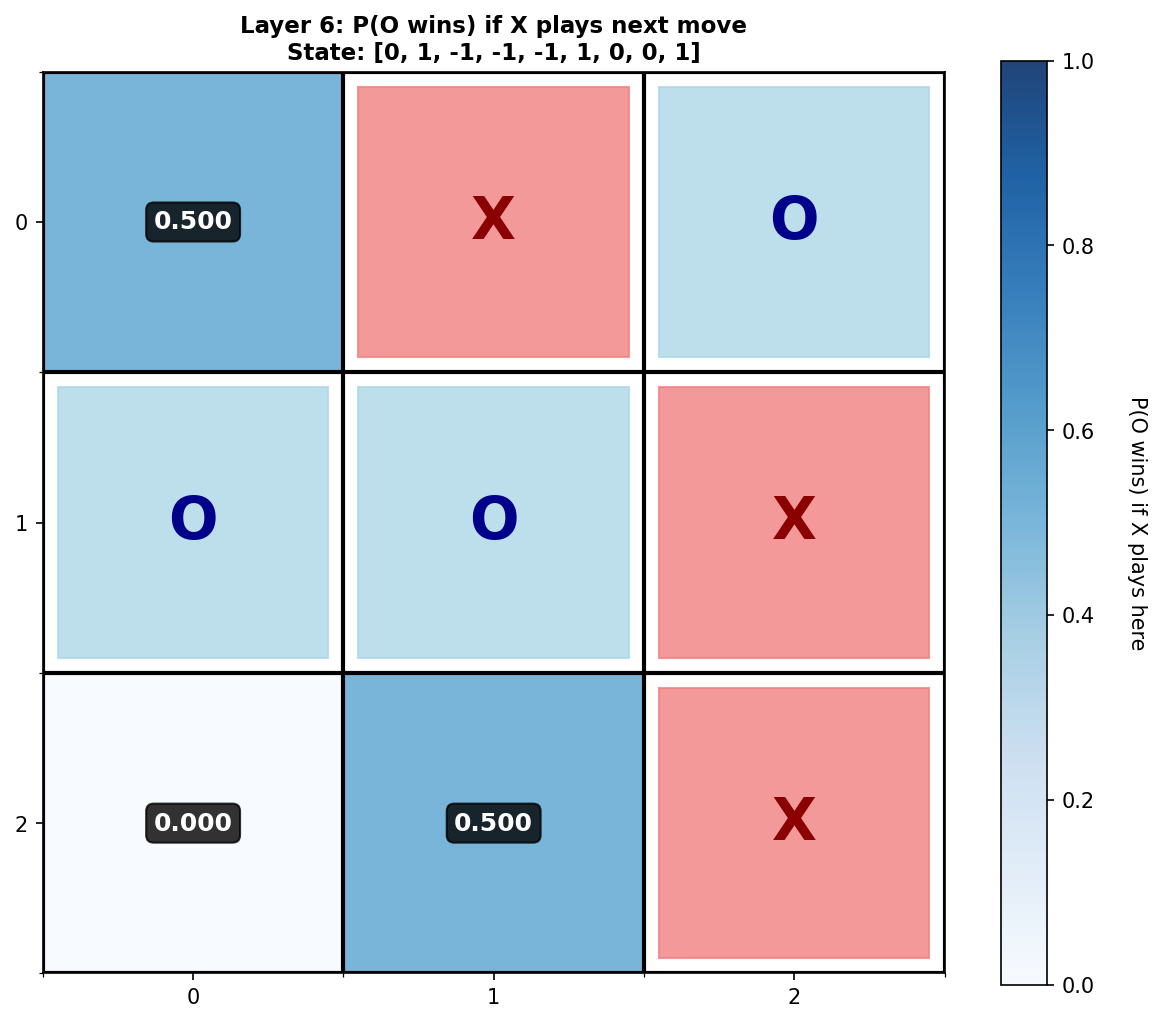 Layer 6: P(O wins) if X plays next move
State: [0, 1, -1, -1, -1, 1, 0, 0, 1]
0
0.500
X
O
1
O
O
X
2
0.000
0.500
X
0
1
2
1.0
0.8
0.6
0.4
0.2
0.0
P(O wins) if X plays here